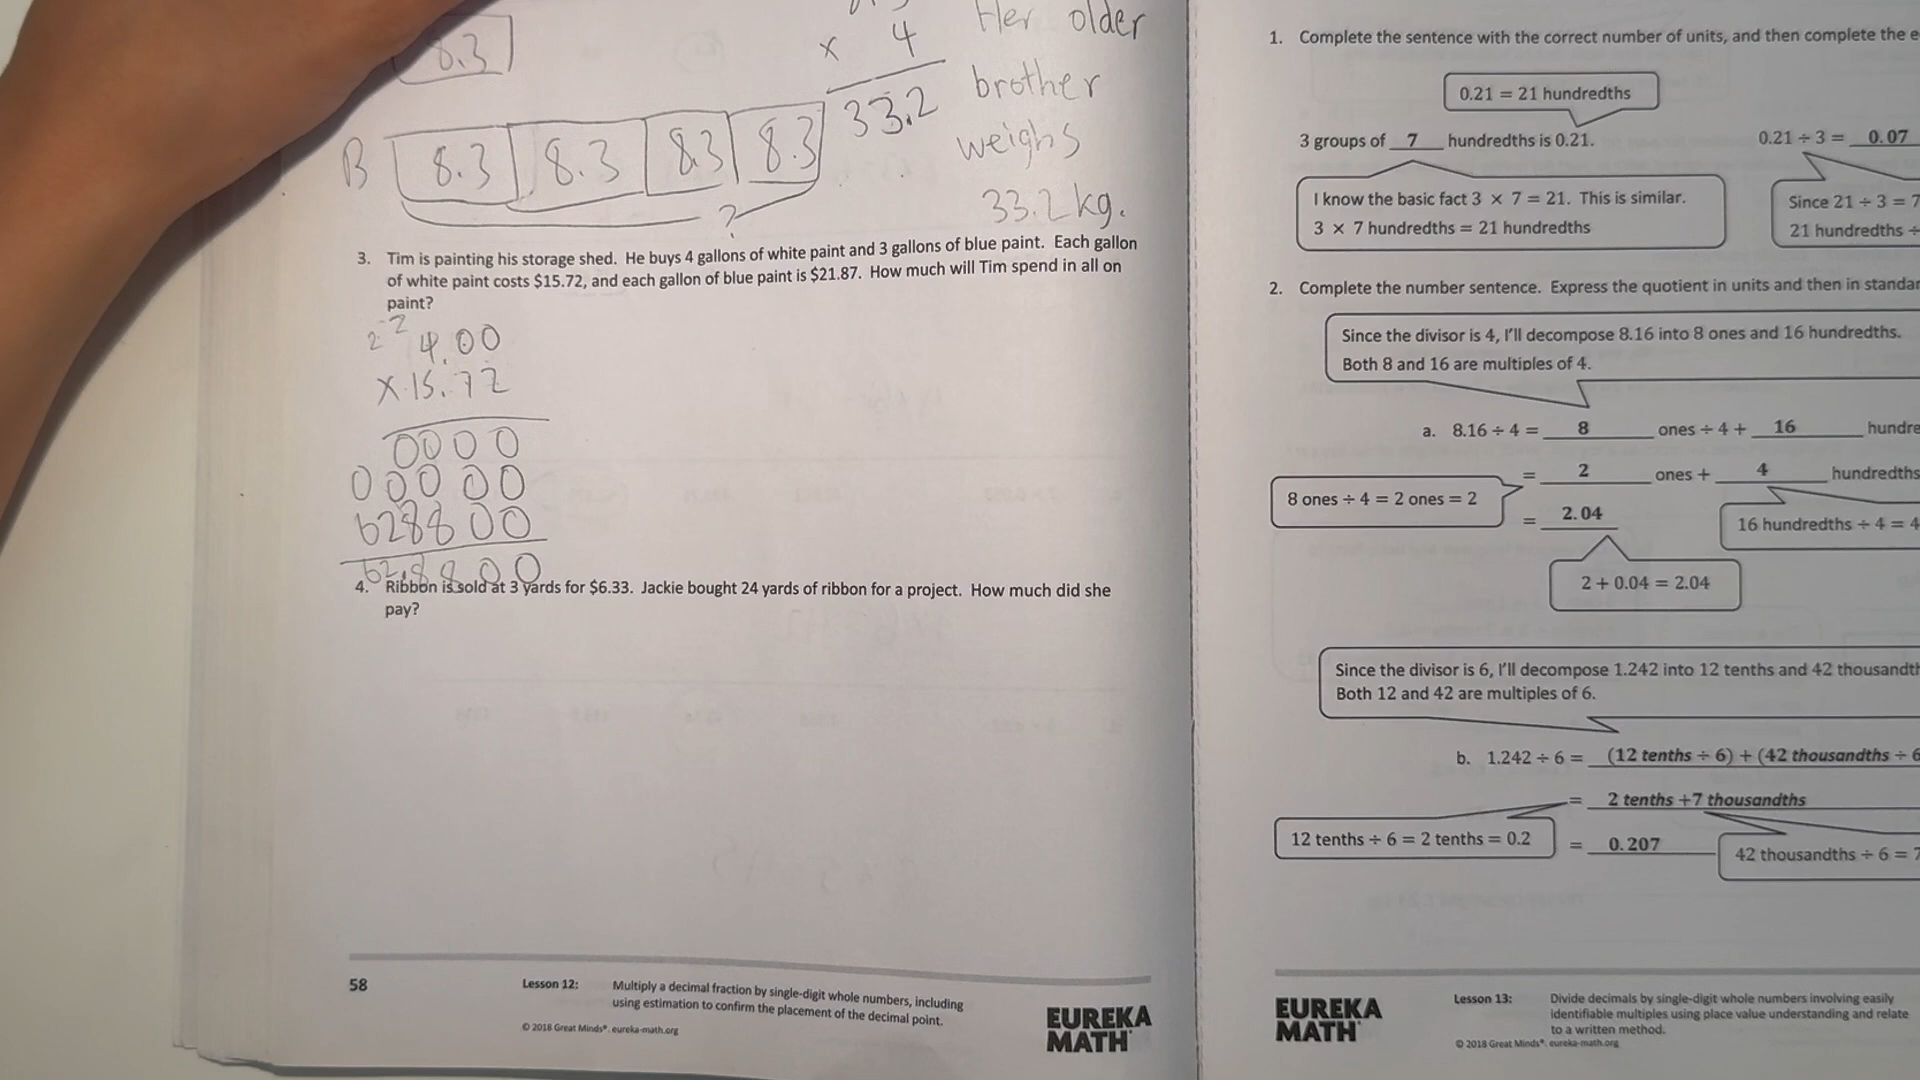 8.3
x 4
33.2
Her older
brother
weighs
33.2 kg.
B 8.3 8.3 8.3 8.3
?
3. Tim is painting his storage shed. He buys 4 gallons of white paint and 3 gallons of blue paint. Each gallon
of white paint costs $15.72, and each gallon of blue paint is $21.87. How much will Tim spend in all on
paint?
2 2
4.00
x 15.72
0000
00000
628800
62.8800
4. Ribbon is sold at 3 yards for $6.33. Jackie bought 24 yards of ribbon for a project. How much did she
pay?
58
Lesson 12: Multiply a decimal fraction by single-digit whole numbers, including
using estimation to confirm the placement of the decimal point.
© 2018 Great Minds®. eureka-math.org
EUREKA
MATH
1. Complete the sentence with the correct number of units, and then complete the
0.21 = 21 hundredths
3 groups of 7 hundredths is 0.21.
0.21 ÷ 3 = 0.07
I know the basic fact 3 × 7 = 21. This is similar.
3 × 7 hundredths = 21 hundredths
Since 21 ÷ 3 = 7
21 hundredths ÷
2. Complete the number sentence. Express the quotient in units and then in
Since the divisor is 4, I'll decompose 8.16 into 8 ones and 16 hundredths.
Both 8 and 16 are multiples of 4.
a. 8.16 ÷ 4 = 8 ones ÷ 4 + 16
= 2 ones + 4 hundredths
8 ones ÷ 4 = 2 ones = 2
= 2.04
16 hundredths ÷ 4 = 4
2 + 0.04 = 2.04
Since the divisor is 6, I'll decompose 1.242 into 12 tenths and 42
Both 12 and 42 are multiples of 6.
b. 1.242 ÷ 6 = (12 tenths ÷ 6) + (42 thousandths ÷ 6
= 2 tenths +7 thousandths
12 tenths ÷ 6 = 2 tenths = 0.2
= 0.207
42 thousandths ÷ 6 = 7
EUREKA
MATH
Lesson 13: Divide decimals by single-digit whole numbers involving easily
identifiable multiples using place value understanding and relate
to a written method.
© 2018 Great Minds®. eureka-math.org